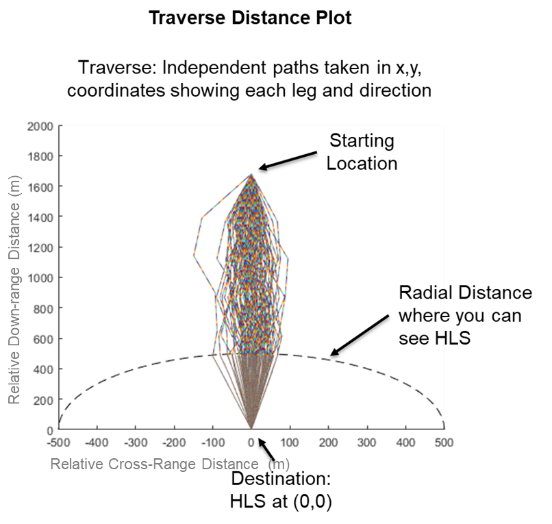 Traverse Distance Plot
Traverse: Independent paths taken in x,y,
coordinates showing each leg and direction
Starting
Location
Radial Distance
where you can
see HLS
Relative Down-range Distance (m)
2000
1800
1600
1400
1200
1000
800
600
400
200
0
-500 -400 -300 -200 -100 0 100 200 300 400 500
Relative Cross-Range Distance (m)
Destination:
HLS at (0,0)